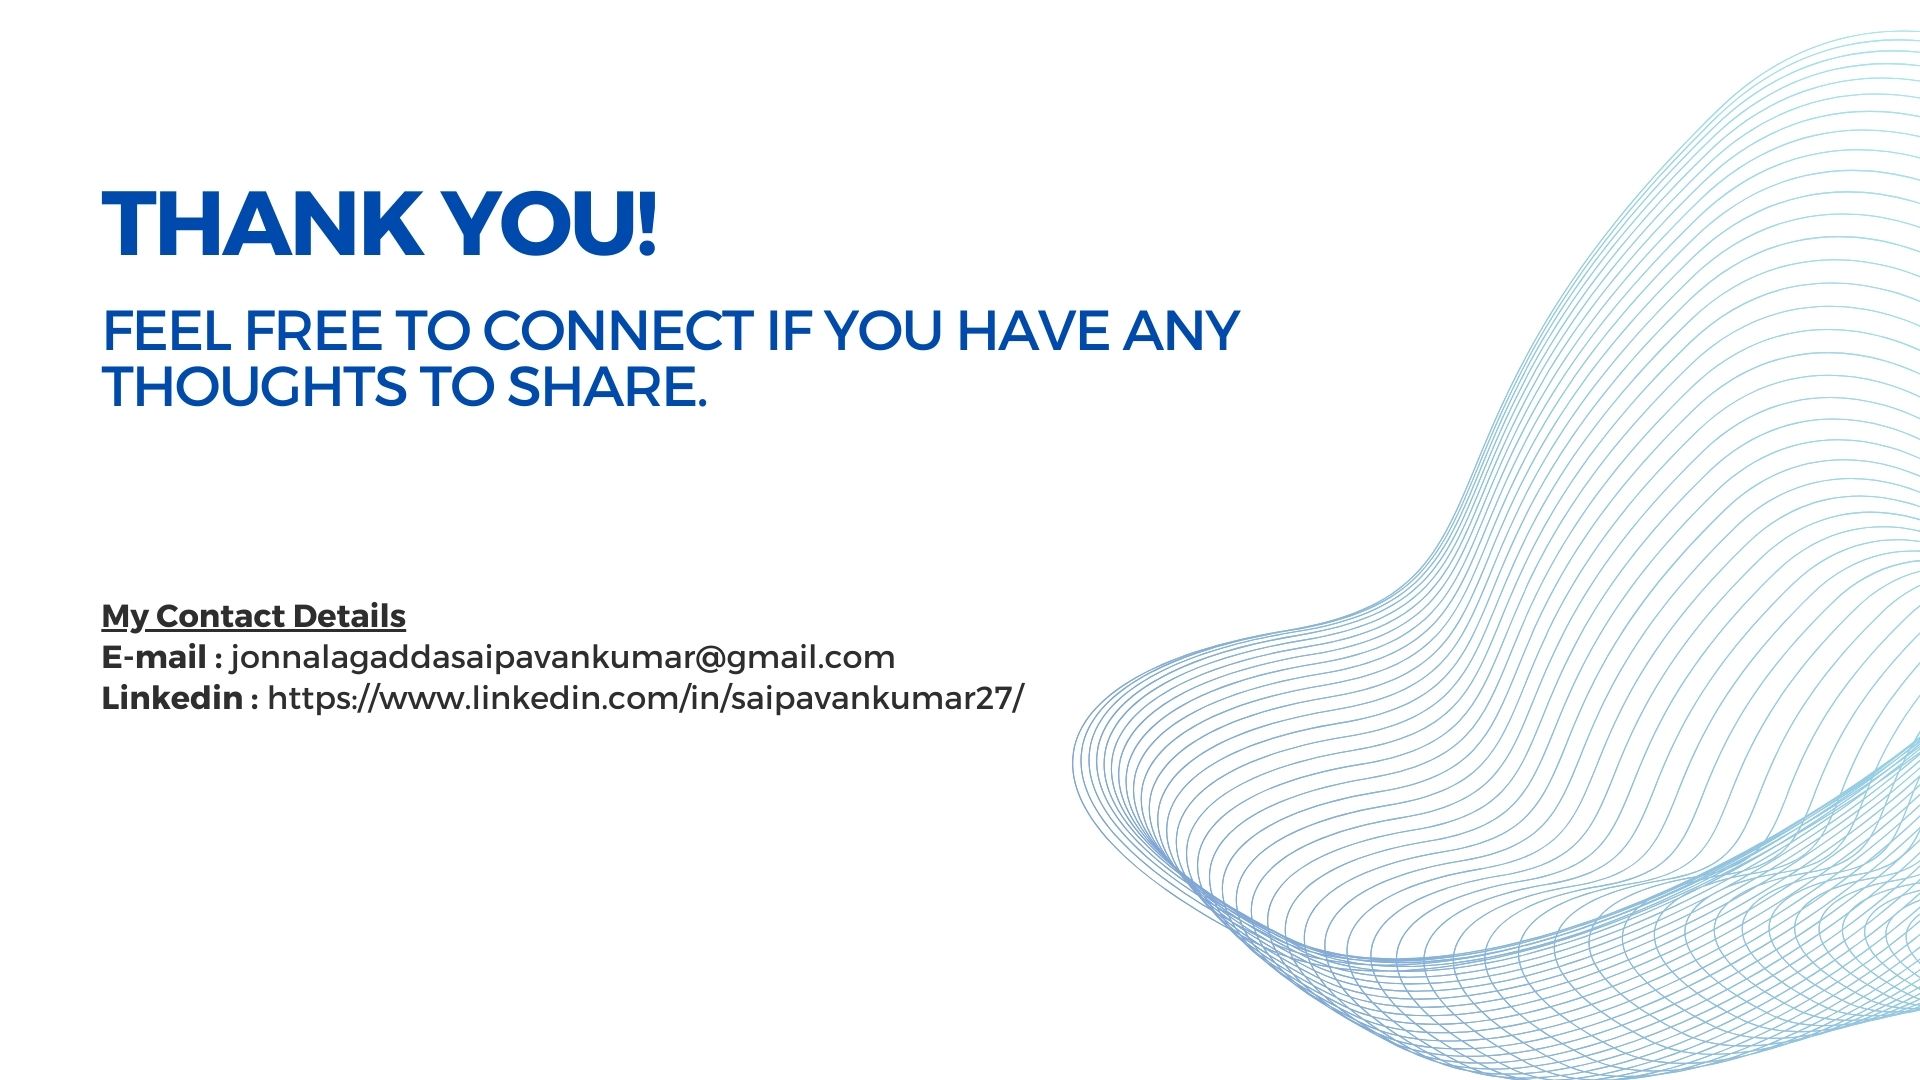 THANK YOU!
FEEL FREE TO CONNECT IF YOU HAVE ANY
THOUGHTS TO SHARE.
My Contact Details
E-mail : jonnalagaddasaipavankumar@gmail.com
Linkedin : https://www.linkedin.com/in/saipavankumar27/